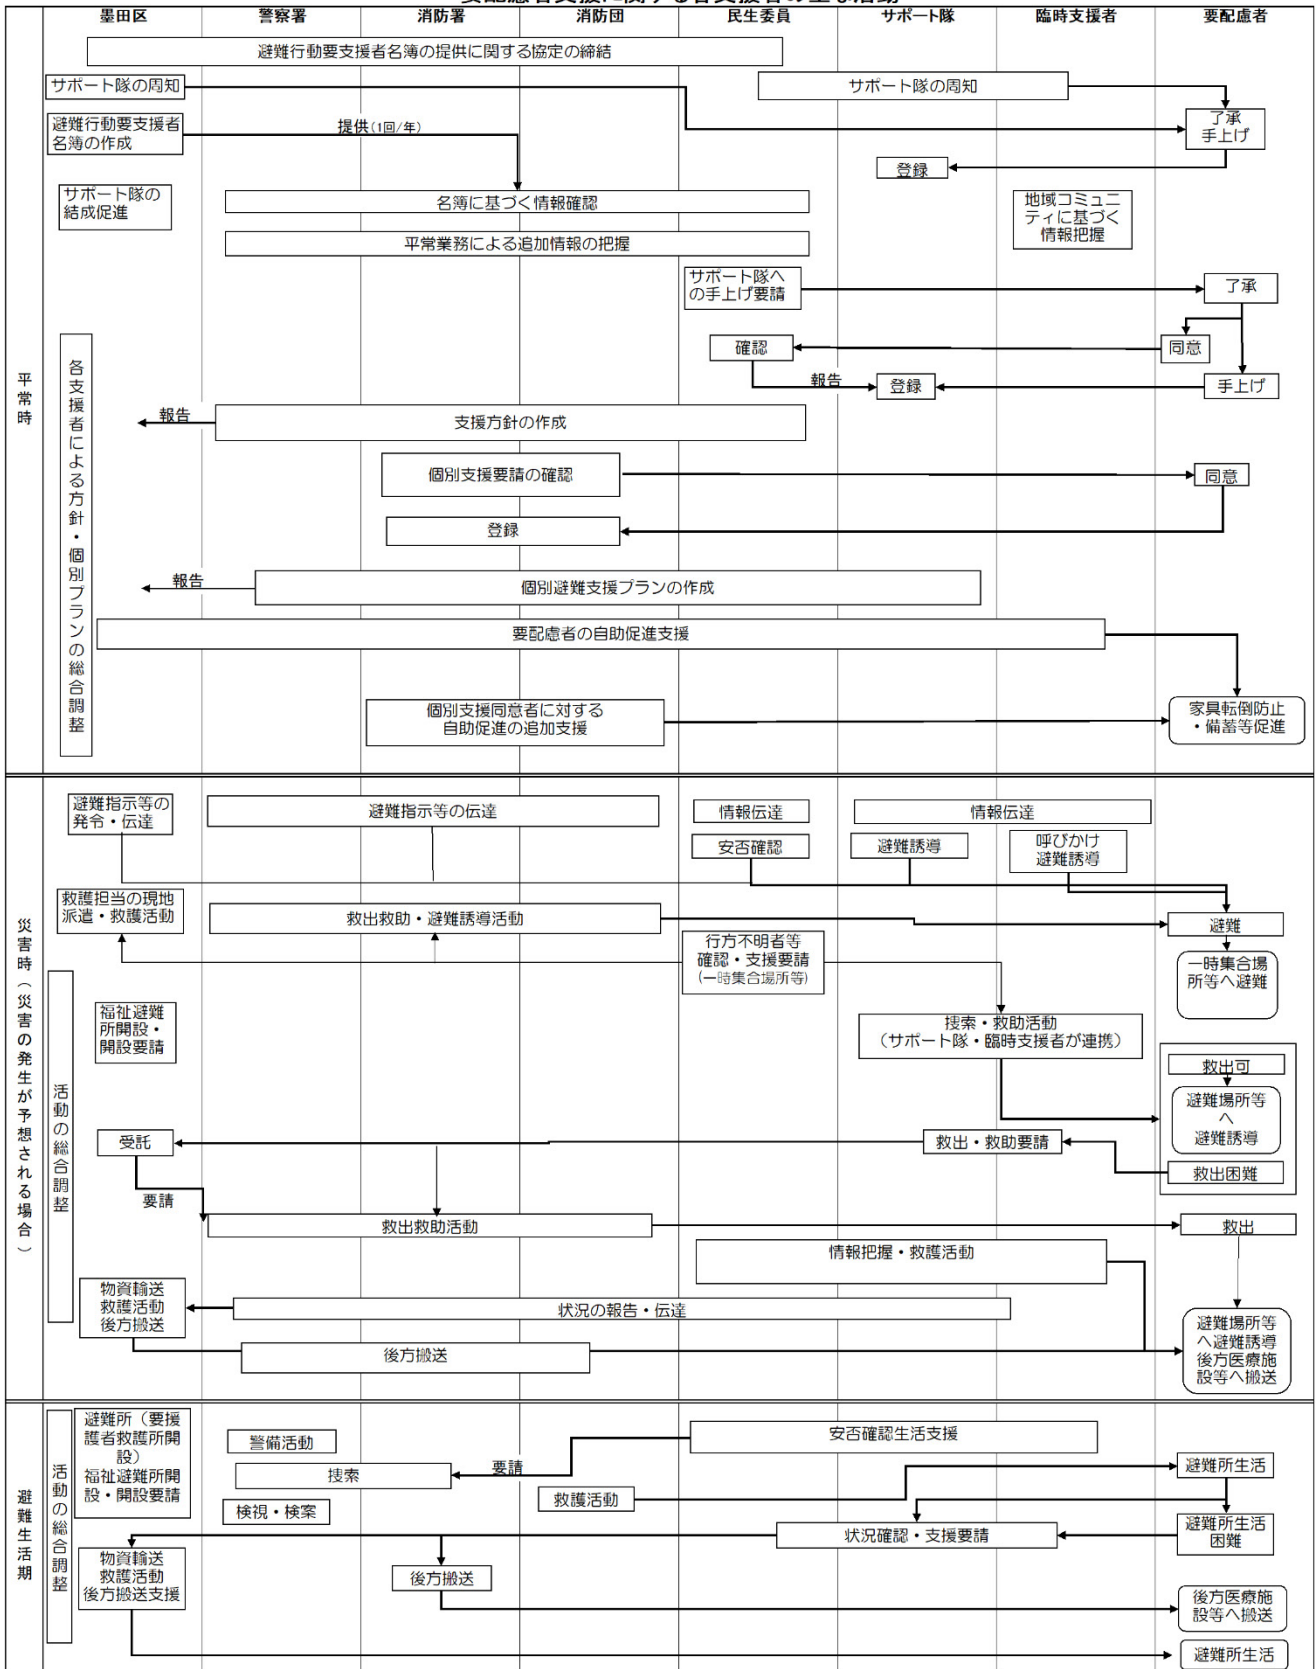 要配慮者支援に関する各支援者の主な活動
墨田区
警察署
消防署
消防団
民生委員
サポート隊
臨時支援者
要配慮者
平常時
避難行動要支援者名簿の提供に関する協定の締結
サポート隊の周知
サポート隊の周知
避難行動要支援者
名簿の作成
提供(1回/年)
了承
手上げ
登録
サポート隊の
結成促進
名簿に基づく情報確認
地域コミュニ
ティに基づく
情報把握
平常業務による追加情報の把握
サポート隊へ
の手上げ要請
了承
各支援者による方針・個別プランの総合調整
確認
同意
報告
登録
手上げ
報告
支援方針の作成
個別支援要請の確認
同意
登録
報告
個別避難支援プランの作成
要配慮者の自助促進支援
個別支援同意者に対する
自助促進の追加支援
家具転倒防止
・備蓄等促進
災害時(災害の発生が予想される場合)
避難指示等の
発令・伝達
避難指示等の伝達
情報伝達
情報伝達
安否確認
避難誘導
呼びかけ
避難誘導
救護担当の現地
派遣・救護活動
救出救助・避難誘導活動
避難
行方不明者等
確認・支援要請
(一時集合場所等)
一時集合場
所等へ避難
活動の総合調整
福祉避難
所開設・
開設要請
捜索・救助活動
(サポート隊・臨時支援者が連携)
救出可
避難場所等
へ
避難誘導
受託
救出・救助要請
救出困難
要請
救出救助活動
救出
情報把握・救護活動
物資輸送
救護活動
後方搬送
状況の報告・伝達
避難場所等
へ避難誘導
後方医療施
設等へ搬送
後方搬送
避難生活期
活動の総合調整
避難所(要援
護者救護所開
設)
福祉避難所開
設・開設要請
警備活動
安否確認生活支援
捜索
要請
避難所生活
救護活動
検視・検案
状況確認・支援要請
避難所生活
困難
物資輸送
救護活動
後方搬送支援
後方搬送
後方医療施
設等へ搬送
避難所生活